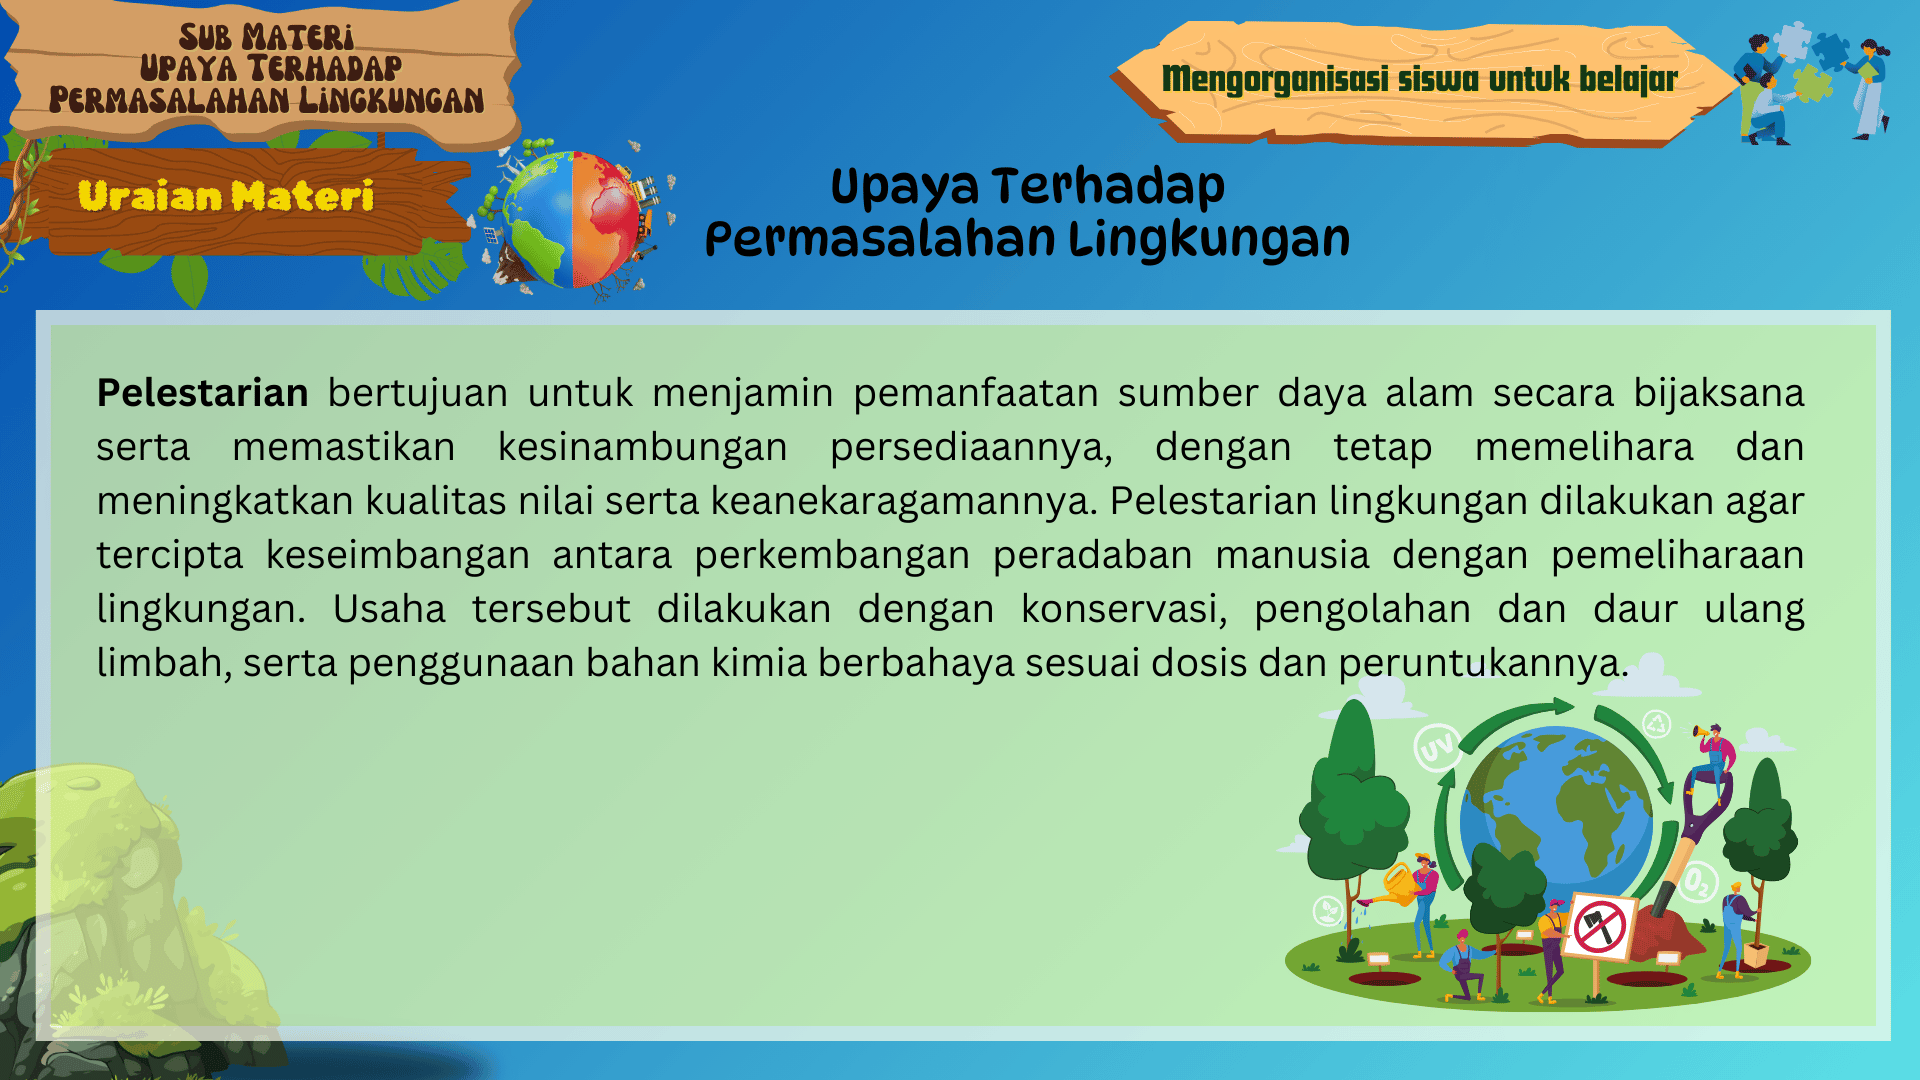 Sub Materi
Upaya Terhadap
Permasalahan Lingkungan
Mengorganisasi siswa untuk belajar
Uraian Materi
Upaya Terhadap
Permasalahan Lingkungan
Pelestarian bertujuan untuk menjamin pemanfaatan sumber daya alam secara bijaksana
serta memastikan kesinambungan persediaannya, dengan tetap memelihara dan
meningkatkan kualitas nilai serta keanekaragamannya. Pelestarian lingkungan dilakukan agar
tercipta keseimbangan antara perkembangan peradaban manusia dengan pemeliharaan
lingkungan. Usaha tersebut dilakukan dengan konservasi, pengolahan dan daur ulang
limbah, serta penggunaan bahan kimia berbahaya sesuai dosis dan peruntukannya.
UV
O₂